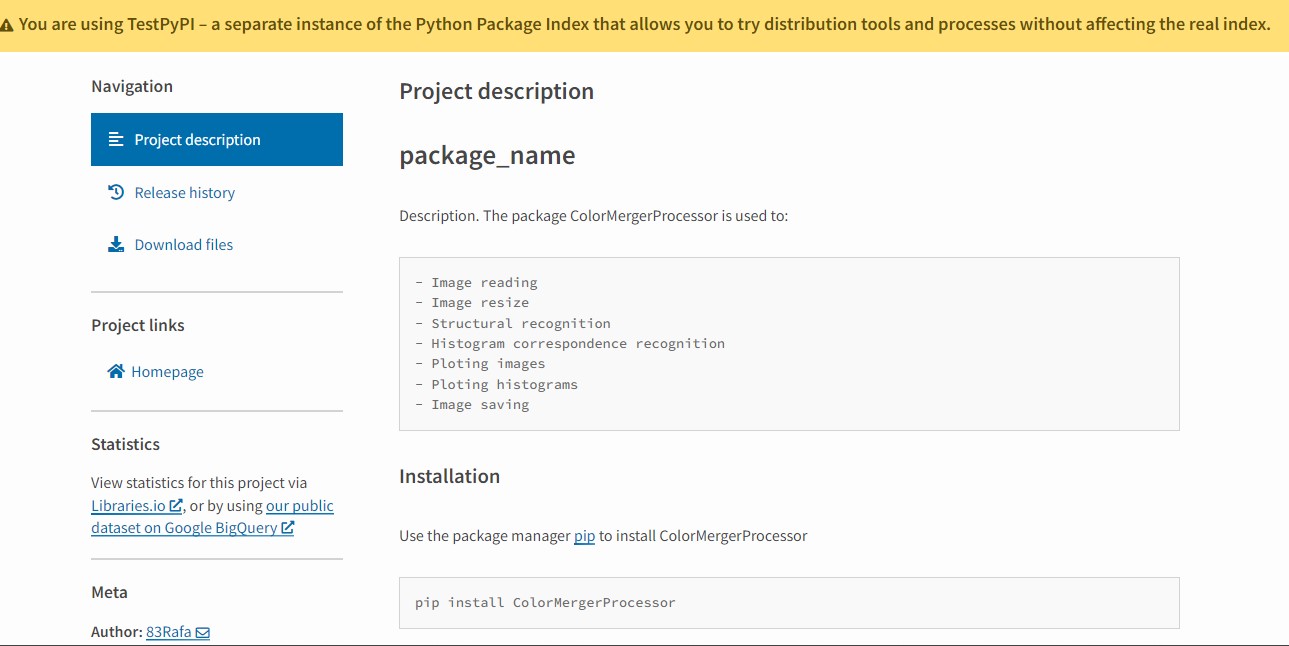 You are using TestPyPI – a separate instance of the Python Package Index that allows you to try distribution tools and processes without affecting the real index.
Navigation
Project description
Release history
Download files
Project links
Homepage
Statistics
View statistics for this project via
Libraries.io, or by using our public
dataset on Google BigQuery
Meta
Author: 83Rafa
Project description
package_name
Description. The package ColorMergerProcessor is used to:
- Image reading
- Image resize
- Structural recognition
- Histogram correspondence recognition
- Ploting images
- Ploting histograms
- Image saving
Installation
Use the package manager pip to install ColorMergerProcessor
pip install ColorMergerProcessor